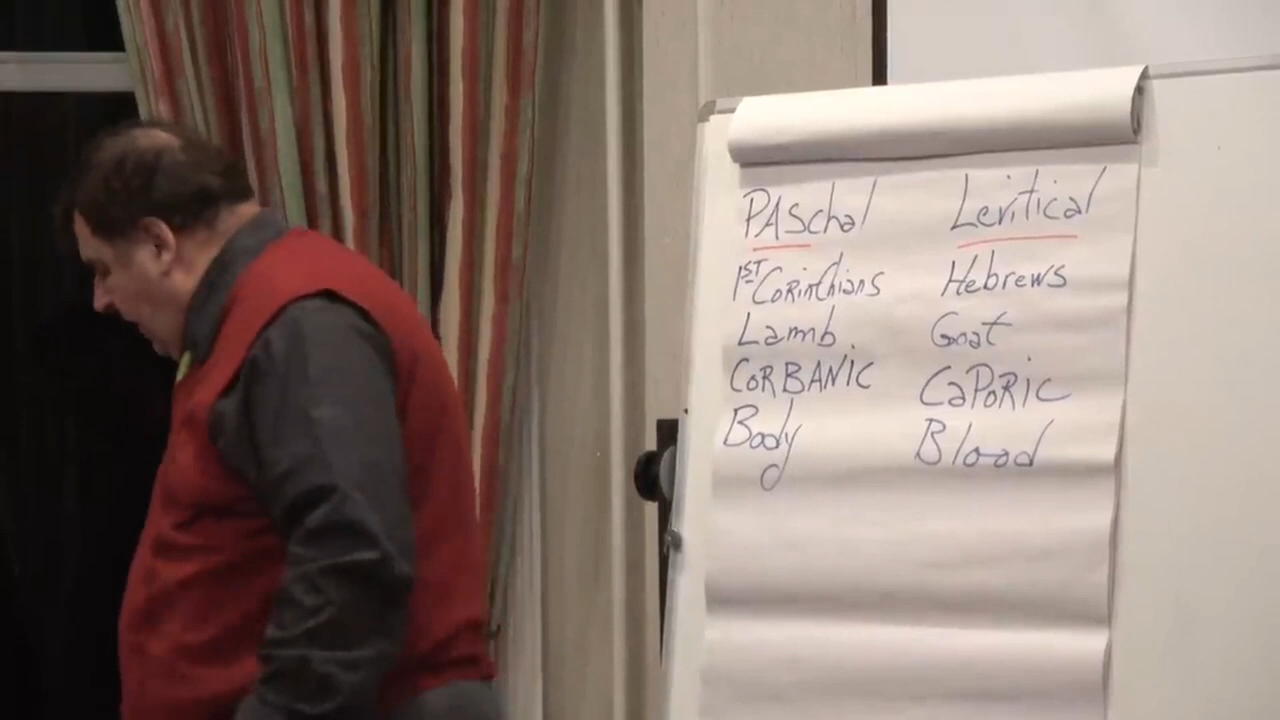 PAschal Levitical
1ST Corinthians Hebrews
Lamb Goat
CORBANIC CaPORIC
Body Blood